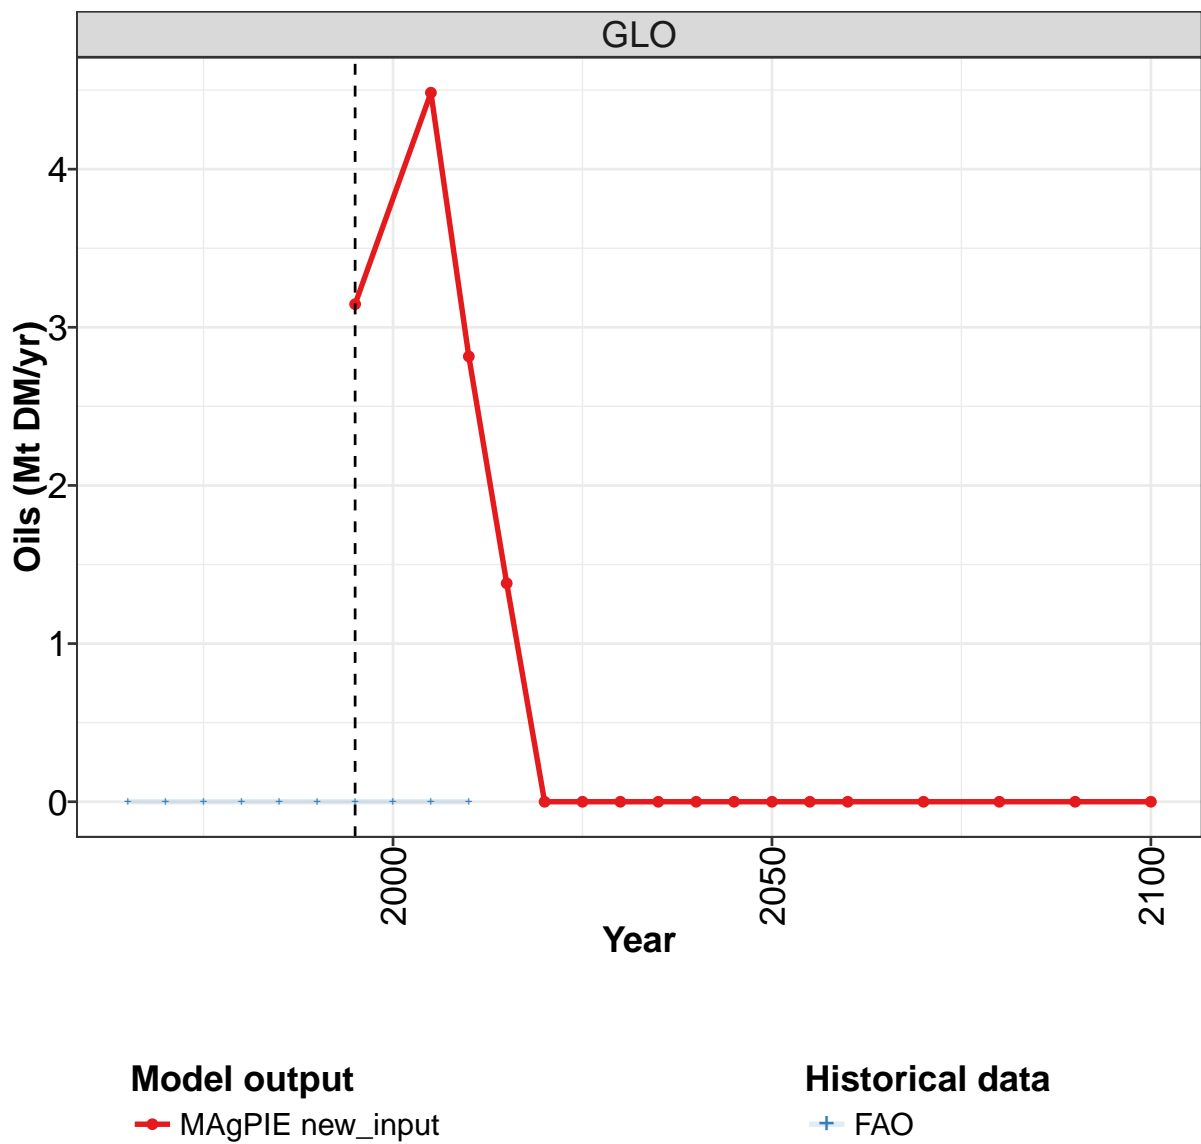 GLO
4
3
2
1
0
Oils (Mt DM/yr)
2000
2050
2100
Year
Model output
MAgPIE new_input
Historical data
FAO